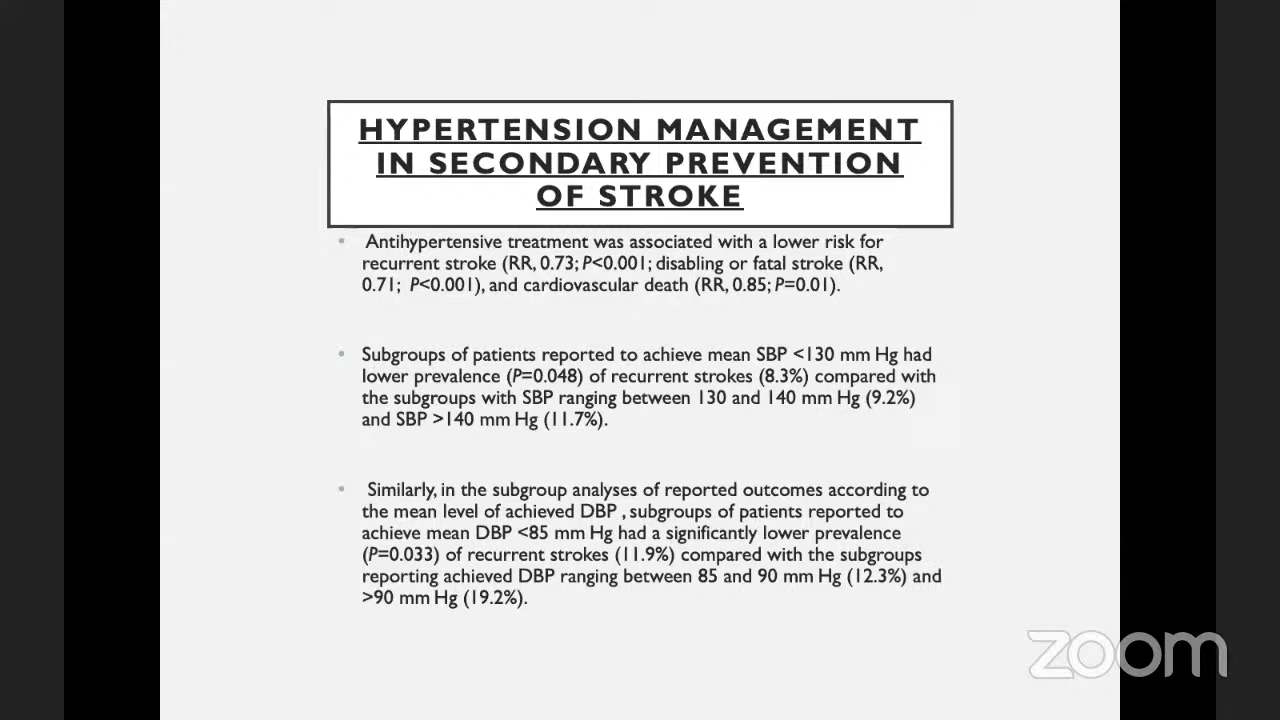 HYPERTENSION MANAGEMENT
IN SECONDARY PREVENTION
OF STROKE
• Antihypertensive treatment was associated with a lower risk for
recurrent stroke (RR, 0.73; P<0.001; disabling or fatal stroke (RR,
0.71; P<0.001), and cardiovascular death (RR, 0.85; P=0.01).
• Subgroups of patients reported to achieve mean SBP <130 mm Hg had
lower prevalence (P=0.048) of recurrent strokes (8.3%) compared with
the subgroups with SBP ranging between 130 and 140 mm Hg (9.2%)
and SBP >140 mm Hg (11.7%).
• Similarly, in the subgroup analyses of reported outcomes according to
the mean level of achieved DBP , subgroups of patients reported to
achieve mean DBP <85 mm Hg had a significantly lower prevalence
(P=0.033) of recurrent strokes (11.9%) compared with the subgroups
reporting achieved DBP ranging between 85 and 90 mm Hg (12.3%) and
>90 mm Hg (19.2%).
zoom